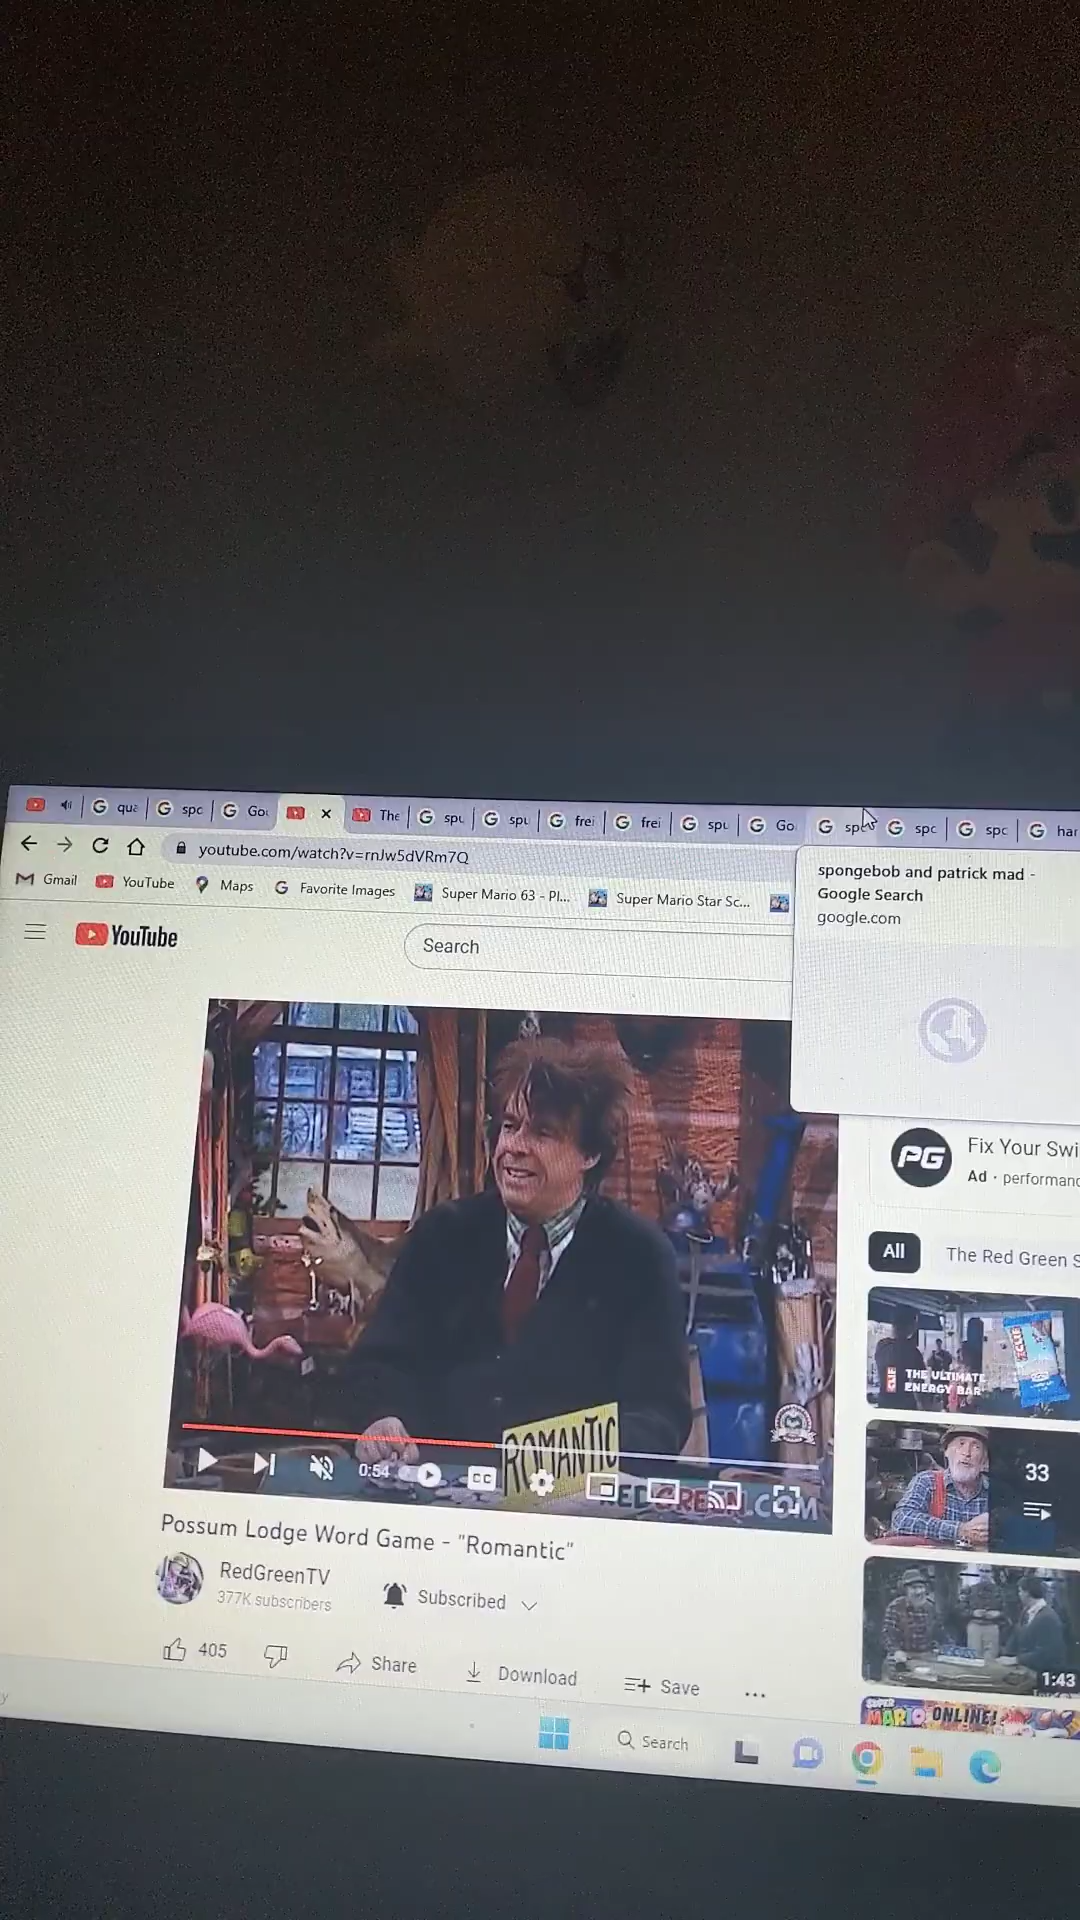 qua
spc
Go
The
spu
spu
frei
frei
spu
Go
spc
spc
har
youtube.com/watch?v=rnJw5dVRm7Q
Gmail
YouTube
Maps
Favorite Images
Super Mario 63 - Pl...
Super Mario Star Sc...
spongebob and patrick mad -
Google Search
google.com
YouTube
Search
PG
Fix Your Swi
Ad · performanc
All
The Red Green S
THE ULTIMATE
ENERGY BAR
CLIF
33
1:43
SUPER
MARIO ONLINE!
ROMANTIC
REDGREEN.COM
0:54
CC
Possum Lodge Word Game - "Romantic"
RedGreenTV
377K subscribers
Subscribed
405
Share
Download
Save
...
Search